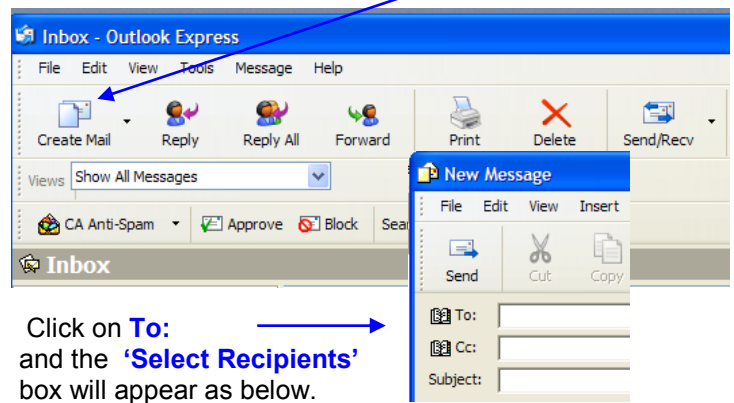 Inbox - Outlook Express
File Edit View Tools Message Help
Create Mail Reply Reply All Forward Print Delete Send/Recv
Views Show All Messages
CA Anti-Spam Approve Block
Inbox
New Message
File Edit View Insert
Send Cut Copy
To:
Cc:
Subject:
Click on To:
and the ‘Select Recipients’
box will appear as below.